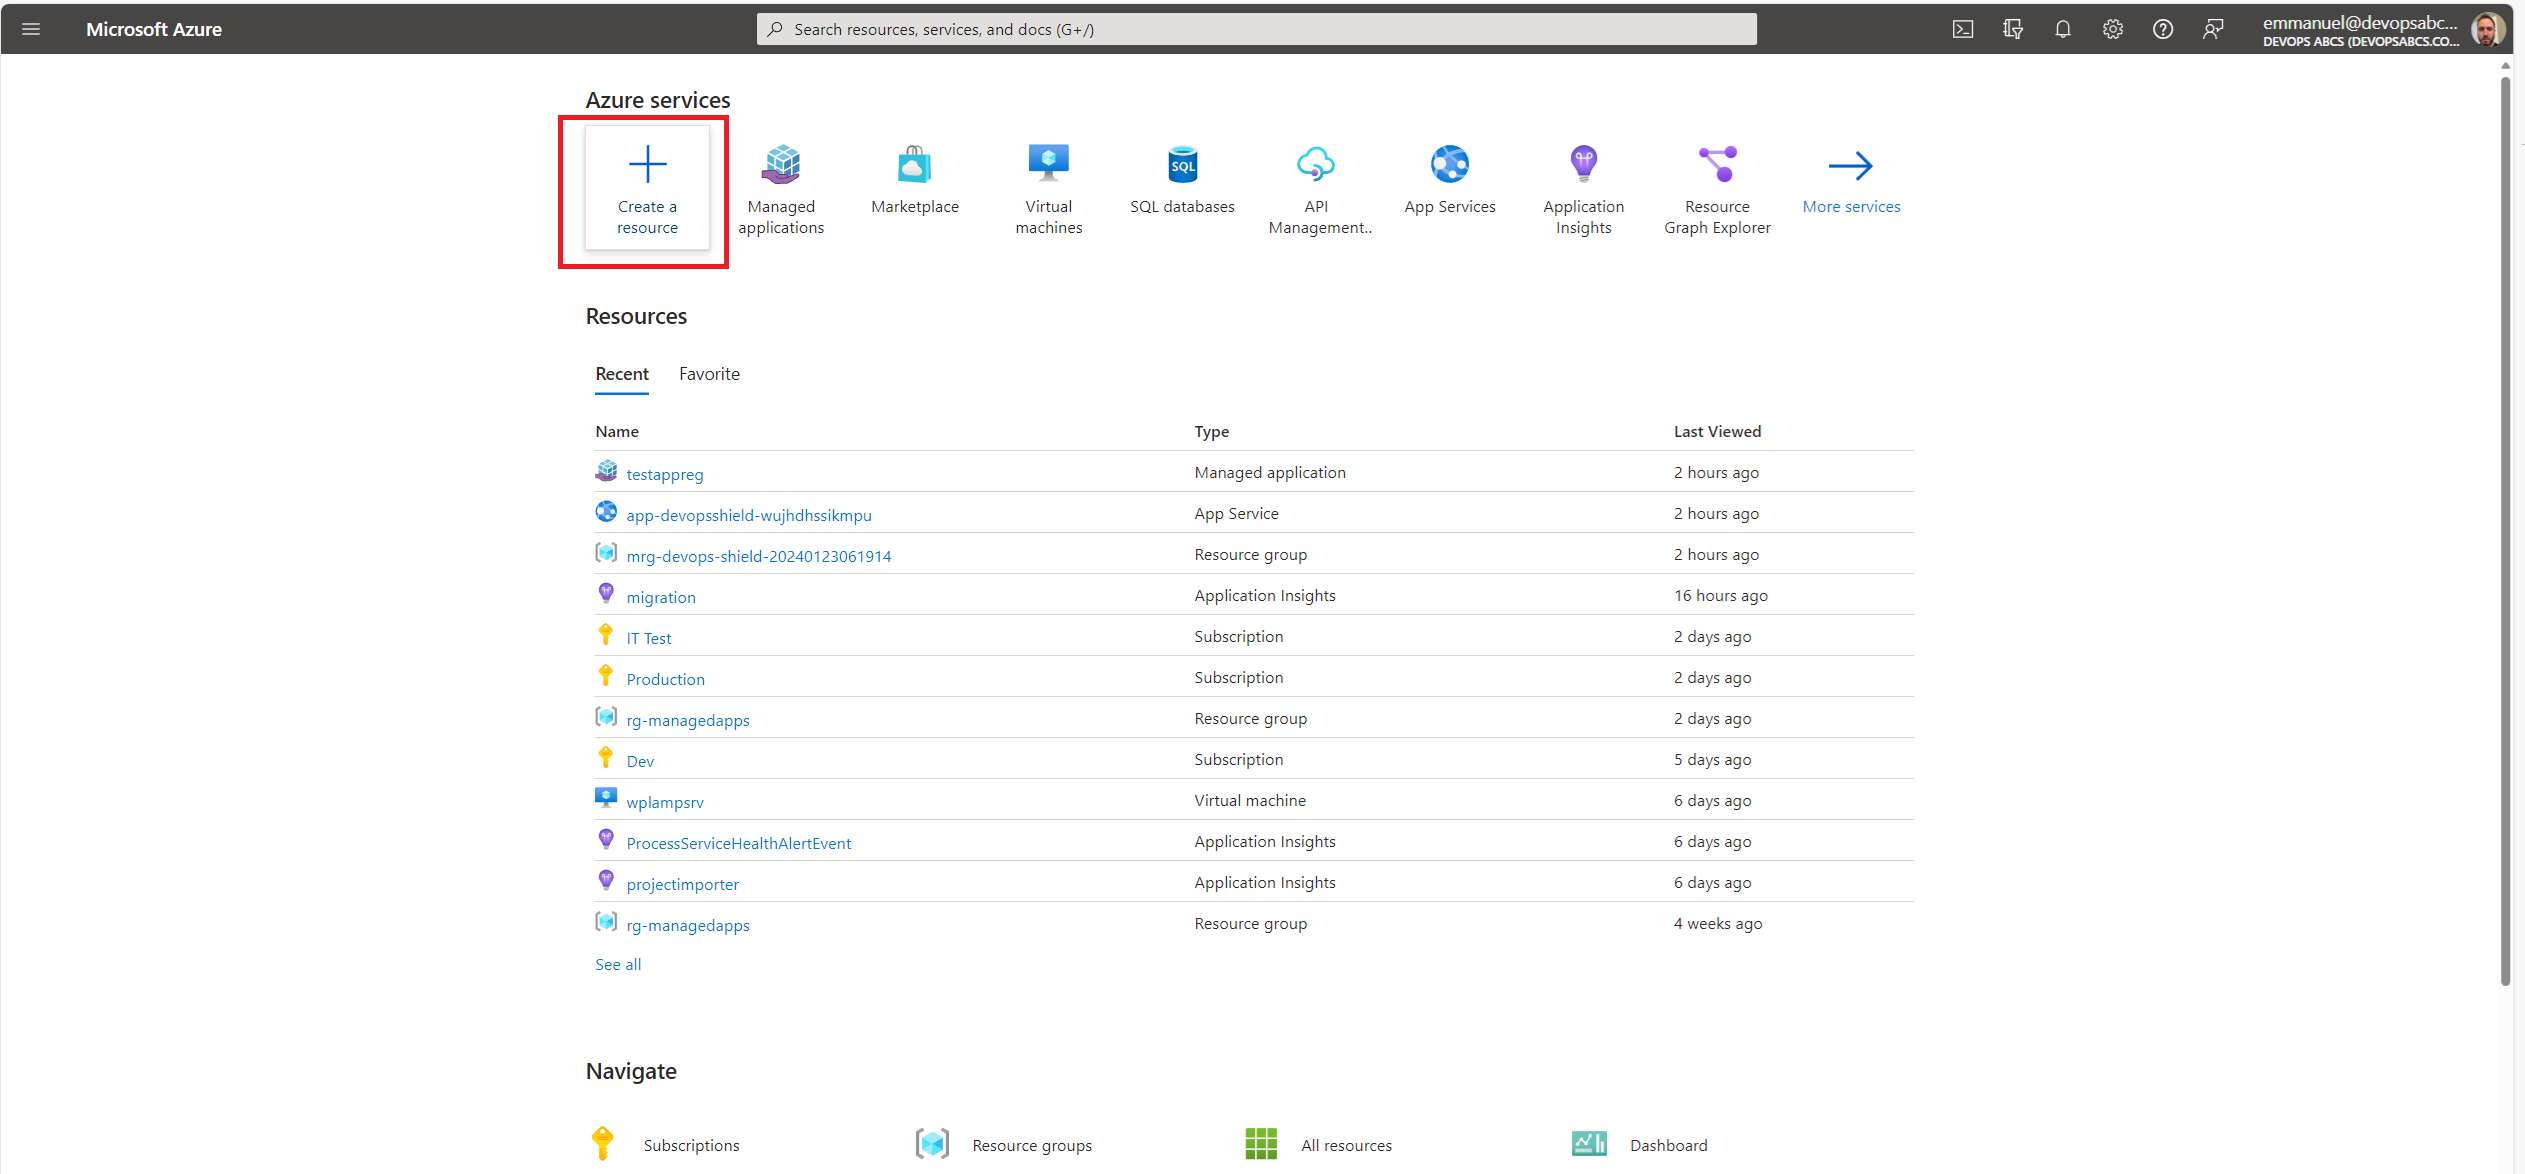 Microsoft Azure
Search resources, services, and docs (G+/)
emmanuel@devopsabc...
DEVOPS ABCS (DEVOPSABCS.CO...
Azure services
Create a
resource
Managed
applications
Marketplace
Virtual
machines
SQL
SQL databases
API
Management..
App Services
Application
Insights
Resource
Graph Explorer
More services
Resources
Recent Favorite
Name Type Last Viewed
testappreg Managed application 2 hours ago
app-devopsshield-wujhdhssikmpu App Service 2 hours ago
mrg-devops-shield-20240123061914 Resource group 2 hours ago
migration Application Insights 16 hours ago
IT Test Subscription 2 days ago
Production Subscription 2 days ago
rg-managedapps Resource group 2 days ago
Dev Subscription 5 days ago
wplampsrv Virtual machine 6 days ago
ProcessServiceHealthAlertEvent Application Insights 6 days ago
projectimporter Application Insights 6 days ago
rg-managedapps Resource group 4 weeks ago
See all
Navigate
Subscriptions Resource groups All resources Dashboard